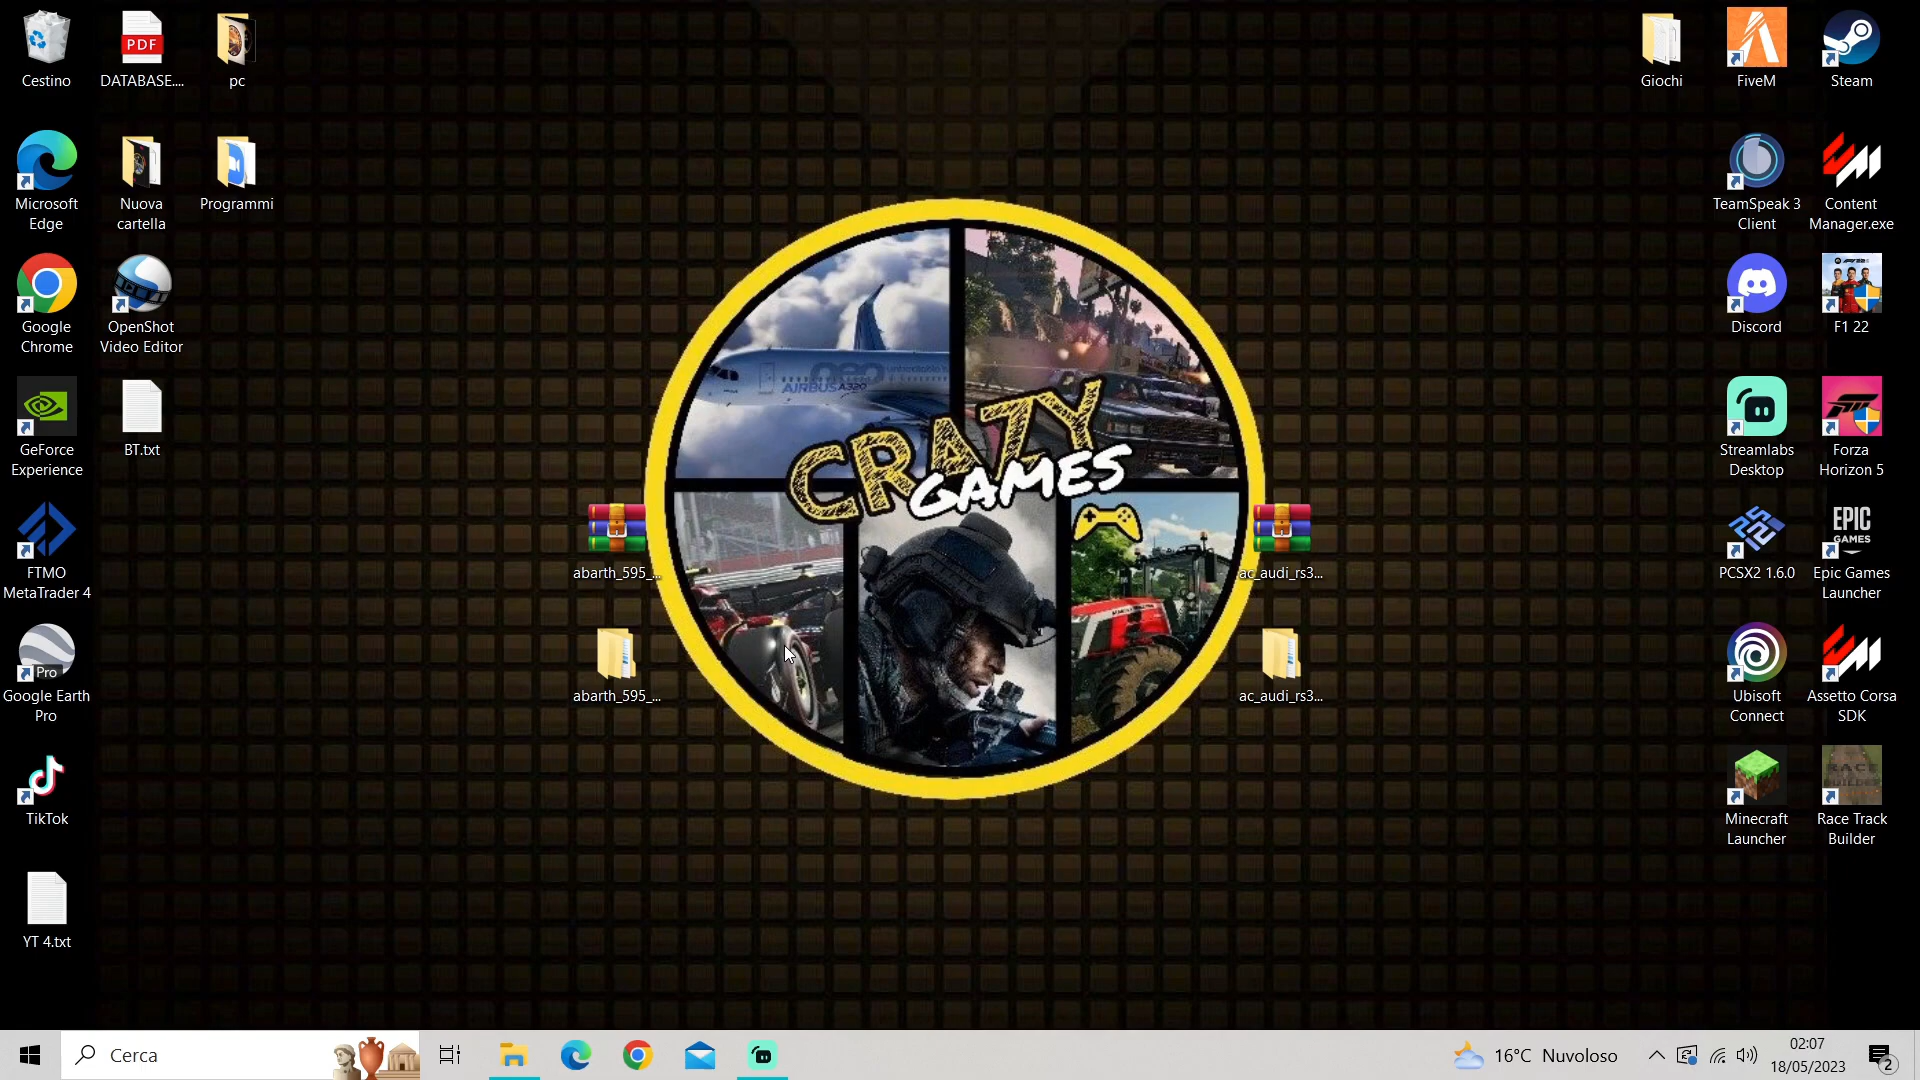 Cestino
DATABASE....
pc
Giochi
FiveM
Steam
Microsoft
Edge
Nuova
cartella
Programmi
TeamSpeak 3
Client
Content
Manager.exe
Google
Chrome
OpenShot
Video Editor
Discord
F1 22
GeForce
Experience
BT.txt
Streamlabs
Desktop
Forza
Horizon 5
AIRBUS A320
CRAZY
GAMES
FTMO
MetaTrader 4
abarth_595_...
ac_audi_rs3...
PCSX2 1.6.0
EPIC
GAMES
Epic Games
Launcher
Pro
Google Earth
Pro
abarth_595_...
ac_audi_rs3...
Ubisoft
Connect
Assetto Corsa
SDK
TikTok
Minecraft
Launcher
RACE
BUILDER
Race Track
Builder
YT 4.txt
PDF
Cerca
16°C Nuvoloso
02:07
18/05/2023
2